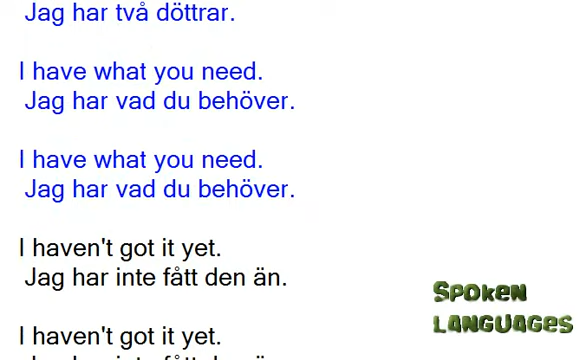 Jag har två döttrar.
I have what you need.
Jag har vad du behöver.
I have what you need.
Jag har vad du behöver.
I haven't got it yet.
Jag har inte fått den än.
I haven't got it yet.
SPOKEN
LANGUAGES